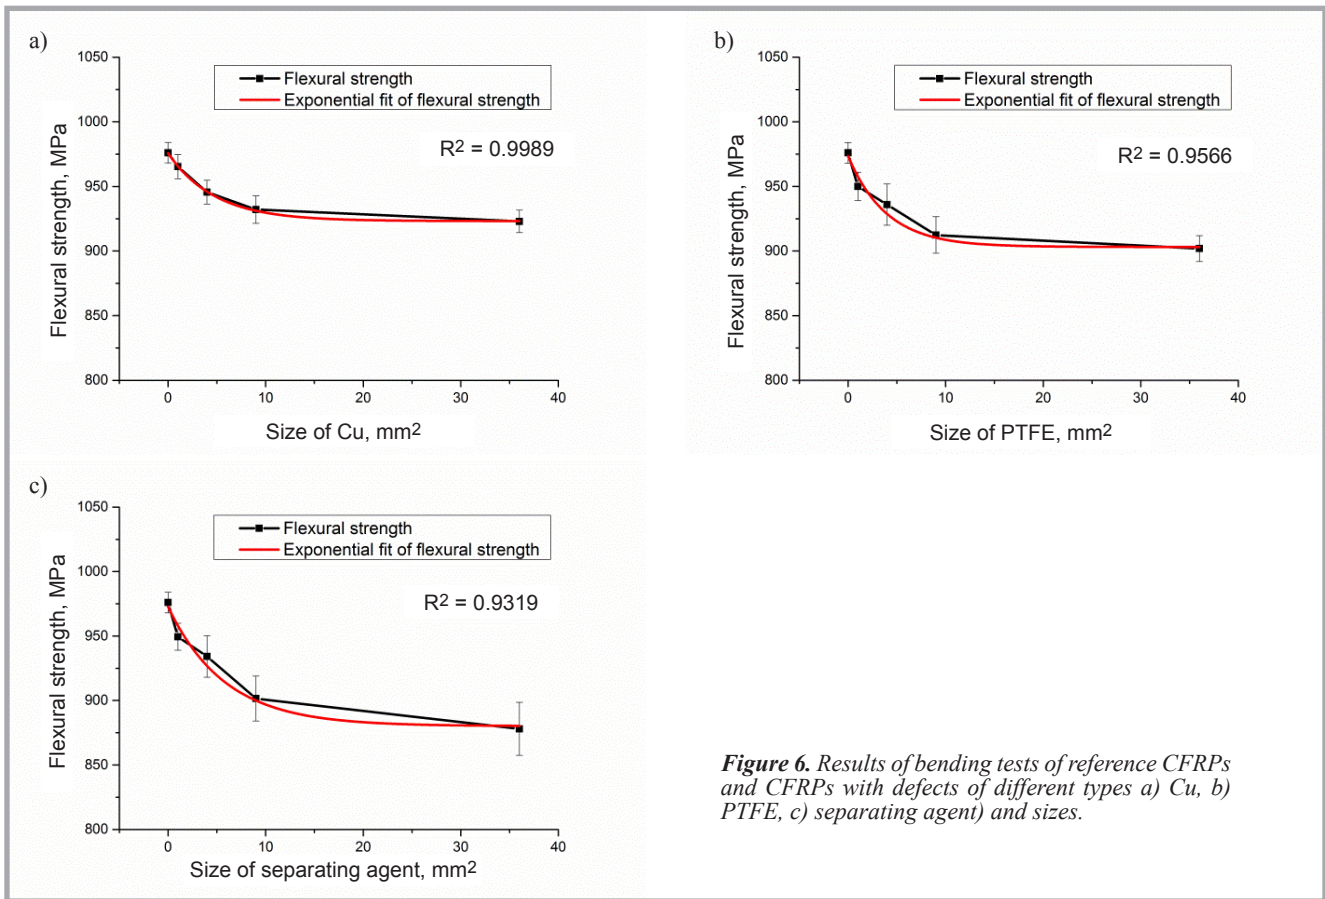 a)
1050
1000
950
900
850
800
Flexural strength, MPa
Flexural strength
Exponential fit of flexural strength
R² = 0.9989
0
10
20
30
40
Size of Cu, mm²
b)
1050
1000
950
900
850
800
Flexural strength, MPa
Flexural strength
Exponential fit of flexural strength
R² = 0.9566
0
10
20
30
40
Size of PTFE, mm²
c)
1050
1000
950
900
850
800
Flexural strength, MPa
Flexural strength
Exponential fit of flexural strength
R² = 0.9319
0
10
20
30
40
Size of separating agent, mm²
Figure 6. Results of bending tests of reference CFRPs
and CFRPs with defects of different types a) Cu, b)
PTFE, c) separating agent) and sizes.